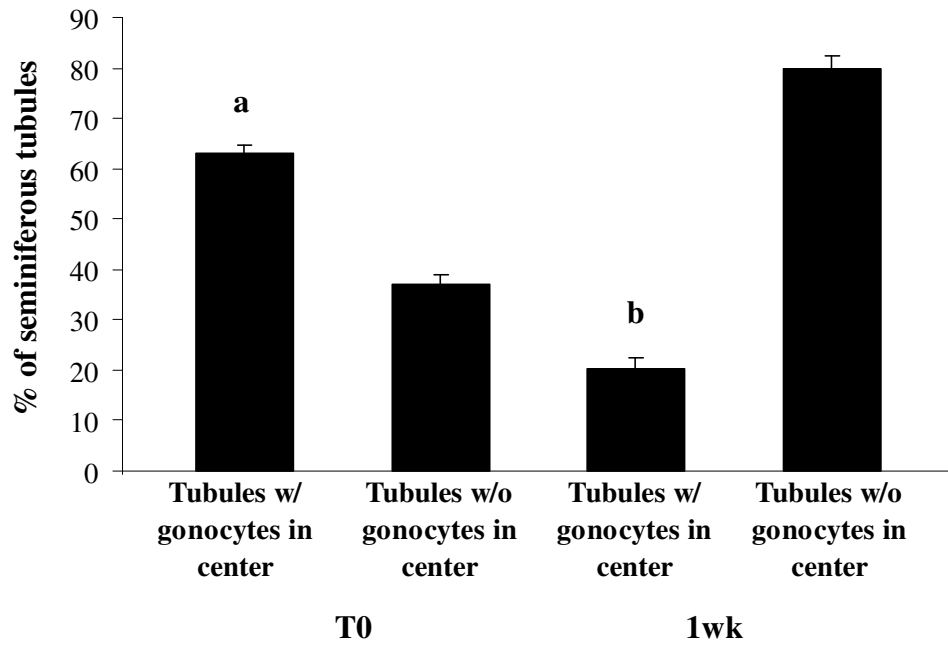 % of seminiferous tubules
90
80
70
60
50
40
30
20
10
0
a
b
Tubules w/ gonocytes in center
Tubules w/o gonocytes in center
Tubules w/ gonocytes in center
Tubules w/o gonocytes in center
T0
1wk